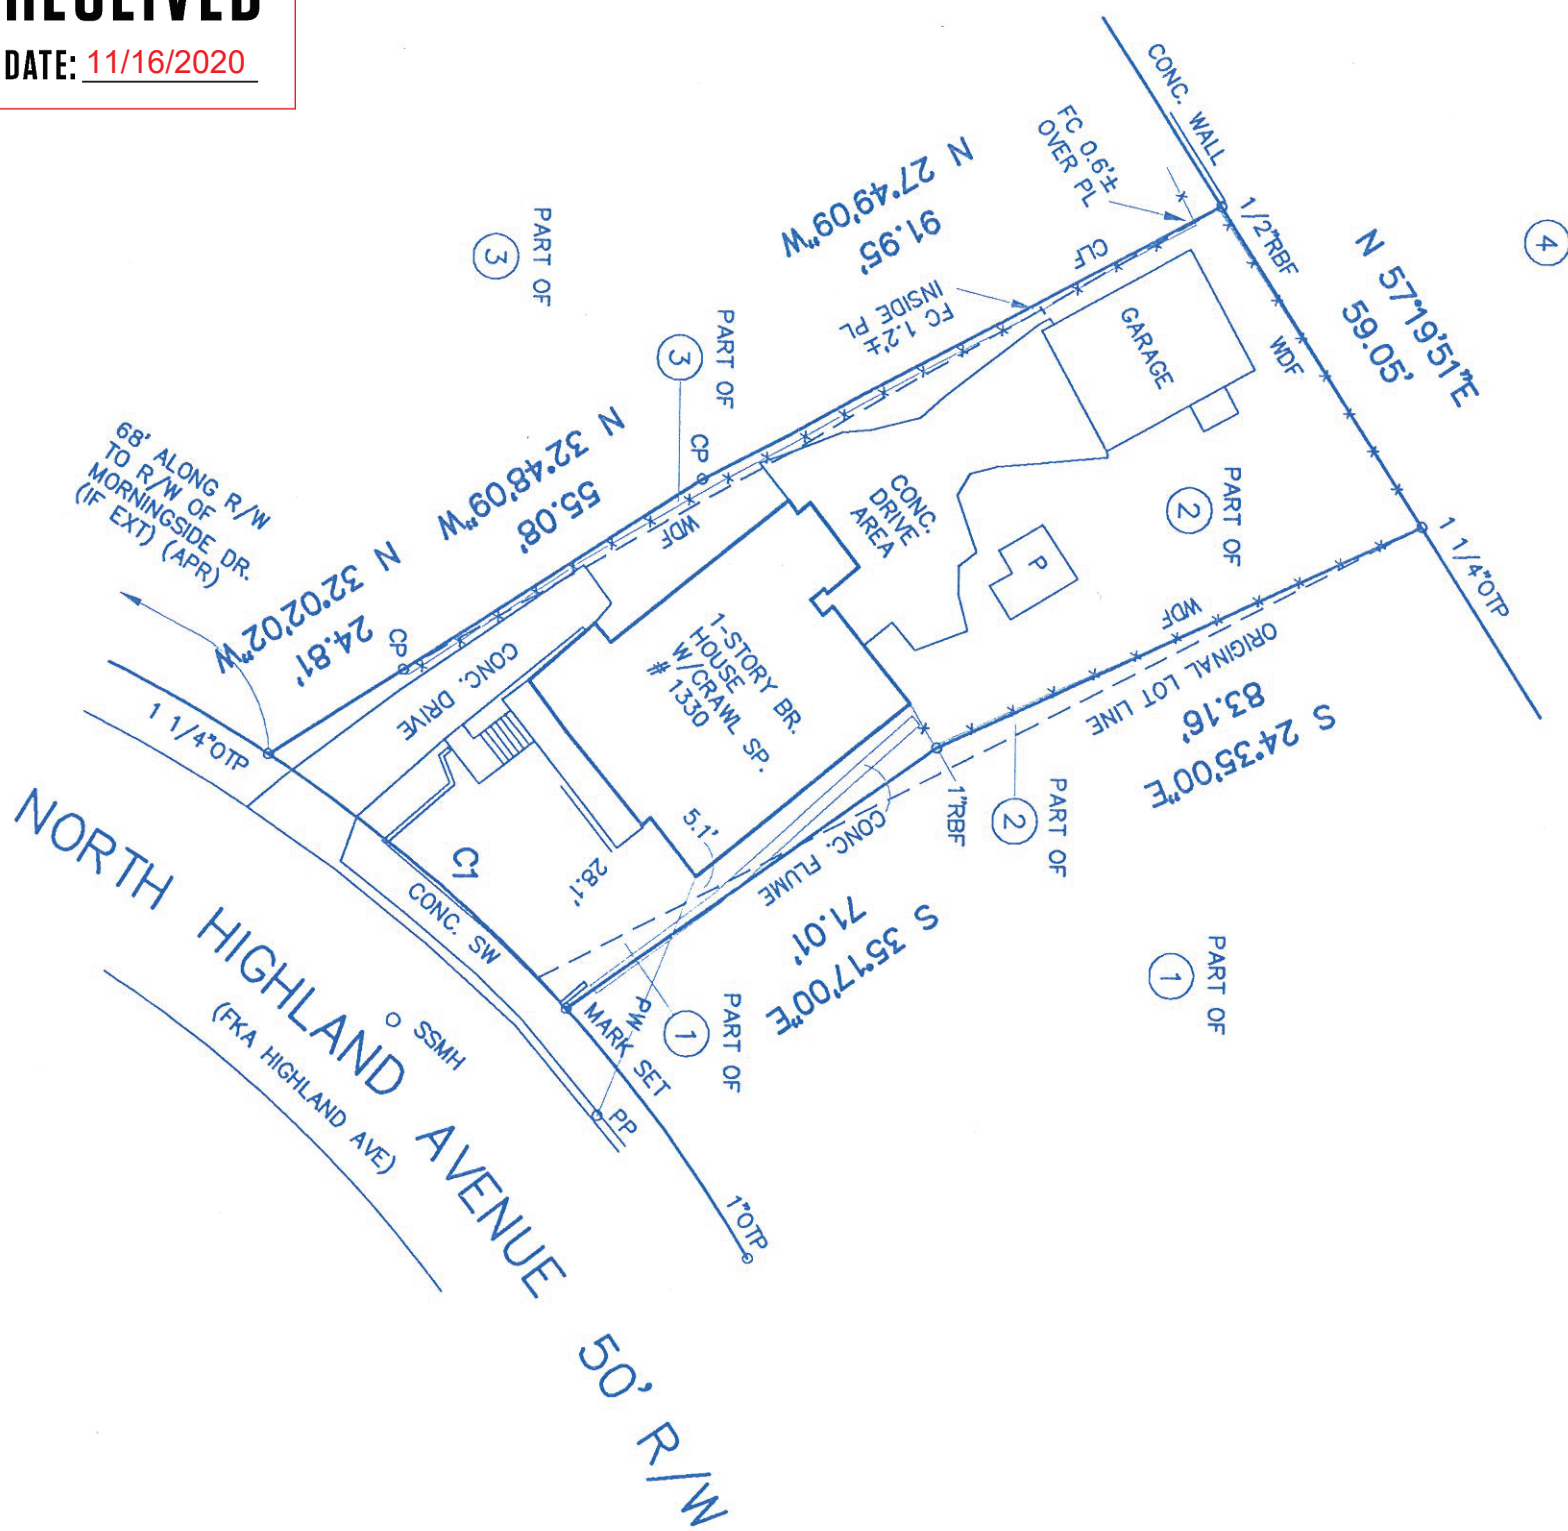 RECEIVED
DATE: 11/16/2020
CONC. WALL
FC 0.6'±
OVER PL
1/2"RBF
N 57°19'51"E
59.05'
4
N 27°49'09"W
91.95'
CLF
FC 1.2'±
INSIDE PL
GARAGE
WDF
PART OF
3
PART OF
3
PART OF
2
1 1/4"OTP
CP
N 32°48'09"W
55.08'
WDF
CONC.
DRIVE
AREA
P
WDF
ORIGINAL LOT LINE
S 24°35'00"E
83.16'
68' ALONG R/W
TO R/W OF
MORNINGSIDE DR.
(IF EXT) (APR)
N 32°02'02"W
24.81'
CP
CONC. DRIVE
1-STORY BR.
HOUSE
W/CRAWL SP.
# 1330
1 1/4"OTP
1"RBF
PART OF
2
5.1'
28.1'
C1
CONC. FLUME
S 35°17'00"E
71.01'
CONC. SW
PART OF
1
PART OF
1
PW
MARK SET
NORTH HIGHLAND AVENUE 50' R/W
(FKA HIGHLAND AVE)
SSMH
PP
1"OTP